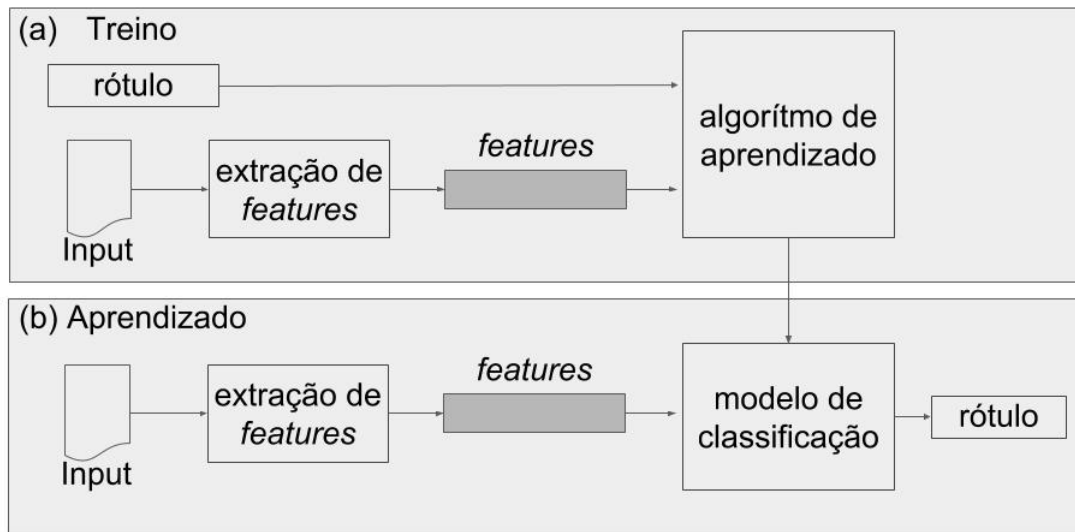 (a) Treino
rótulo
extração de
features
features
algorítmo de
aprendizado
Input
(b) Aprendizado
extração de
features
features
modelo de
classificação
rótulo
Input